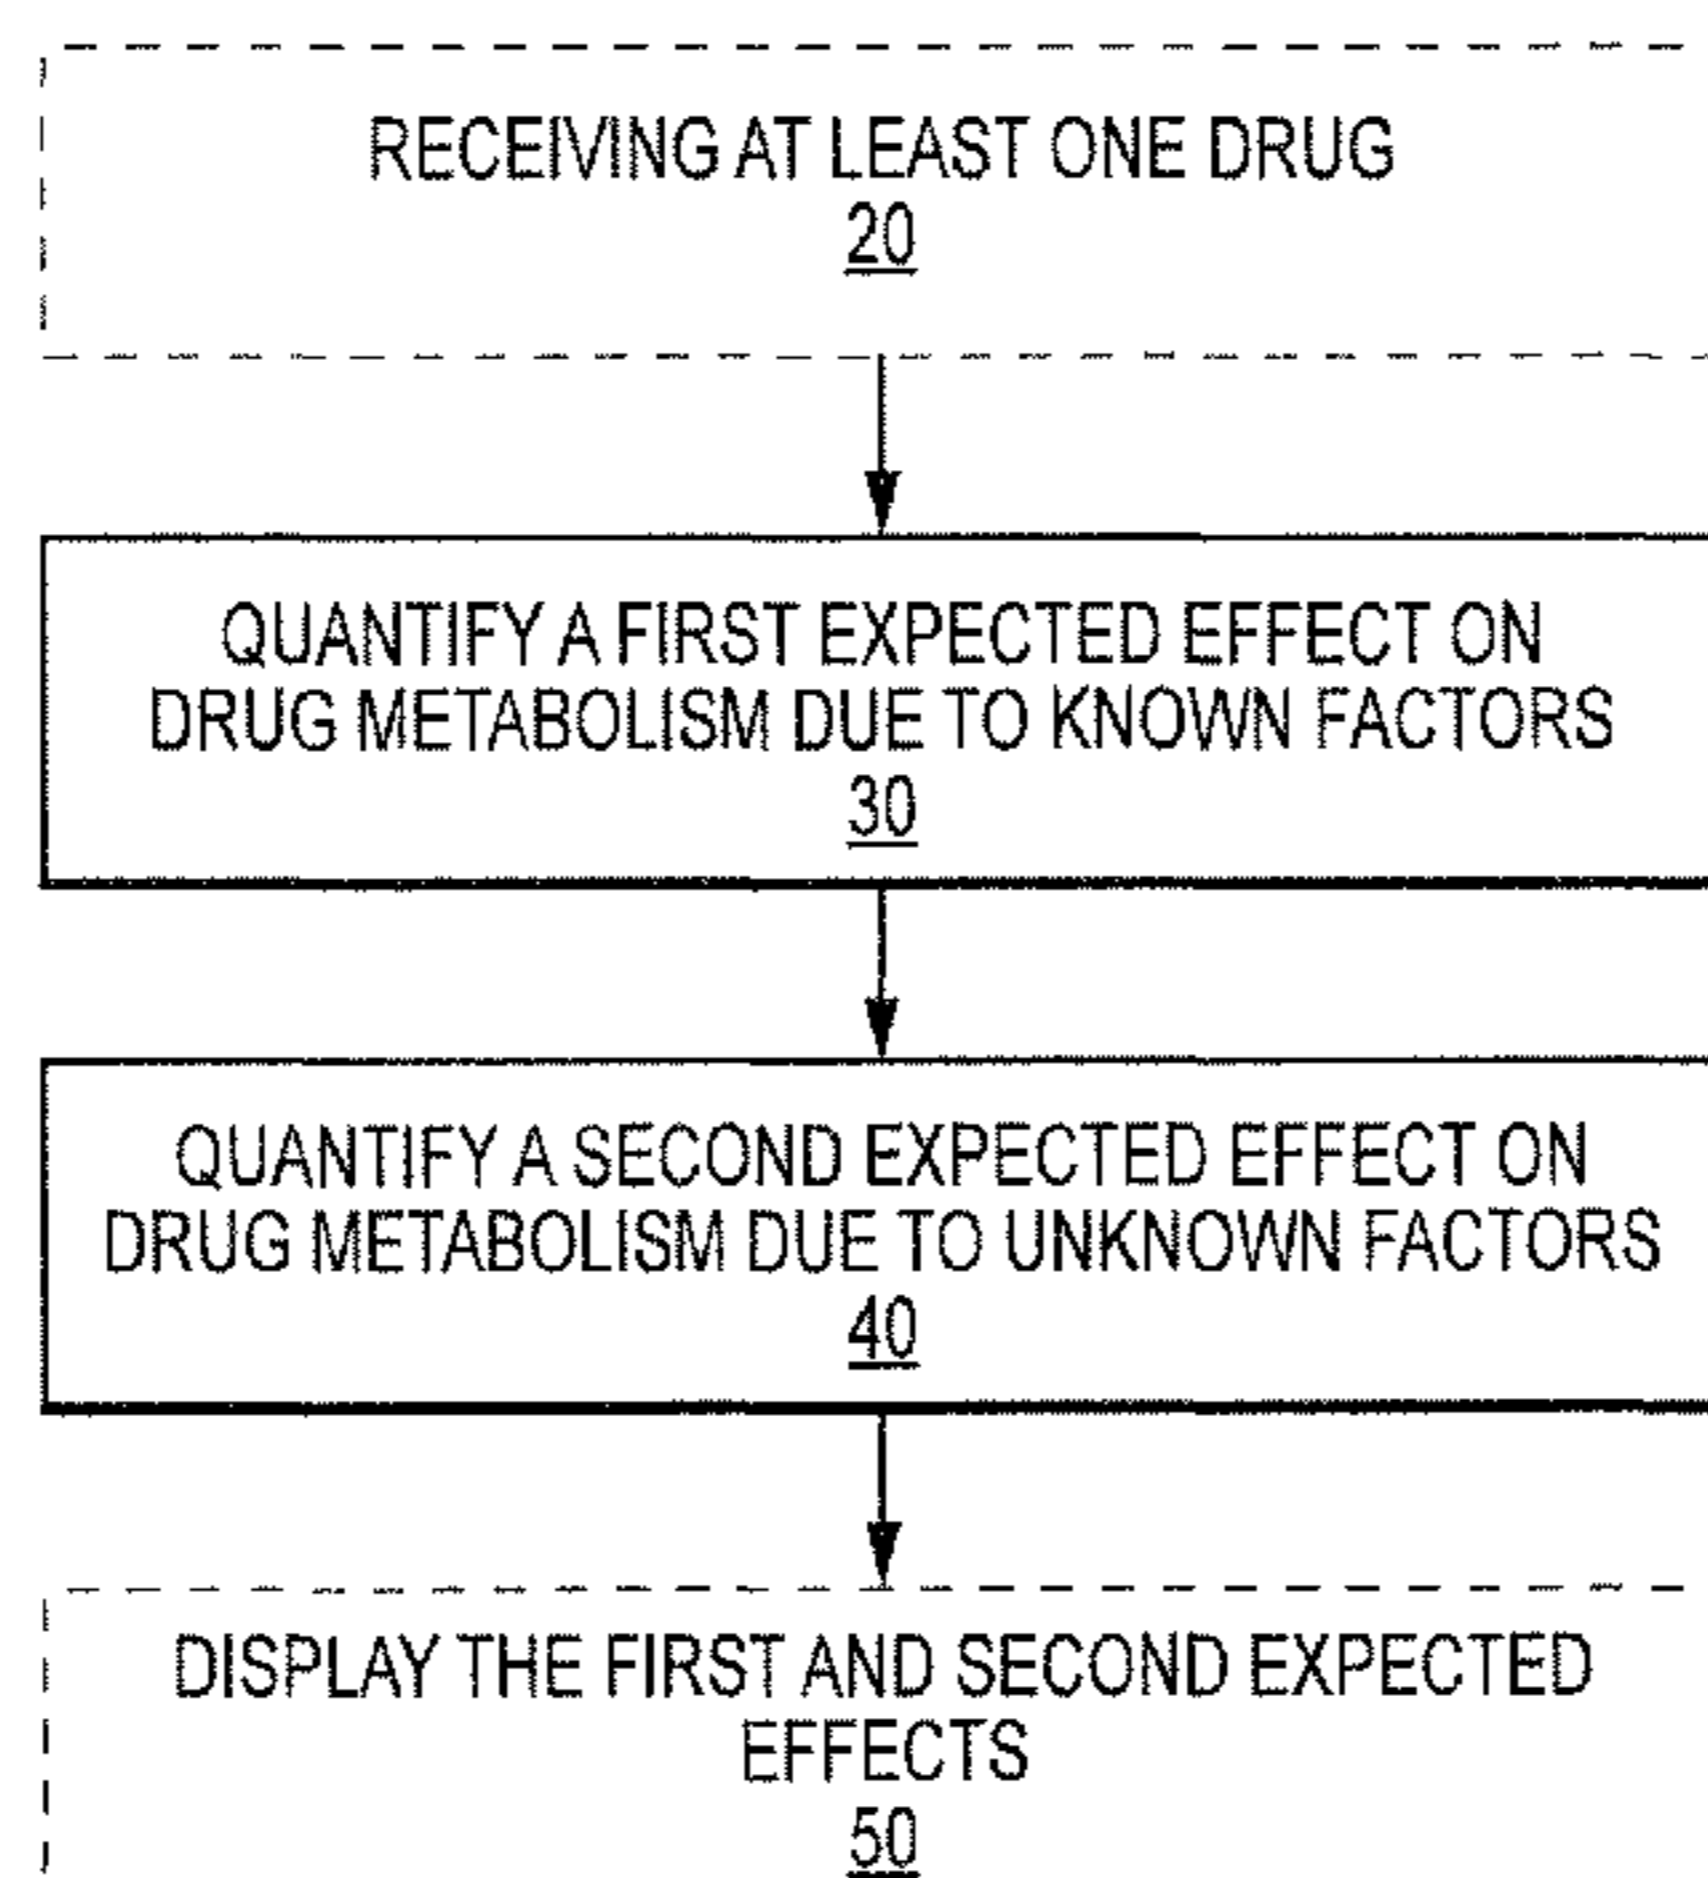 RECEIVING AT LEAST ONE DRUG
20
QUANTIFY A FIRST EXPECTED EFFECT ON
DRUG METABOLISM DUE TO KNOWN FACTORS
30
QUANTIFY A SECOND EXPECTED EFFECT ON
DRUG METABOLISM DUE TO UNKNOWN FACTORS
40
DISPLAY THE FIRST AND SECOND EXPECTED
EFFECTS
50